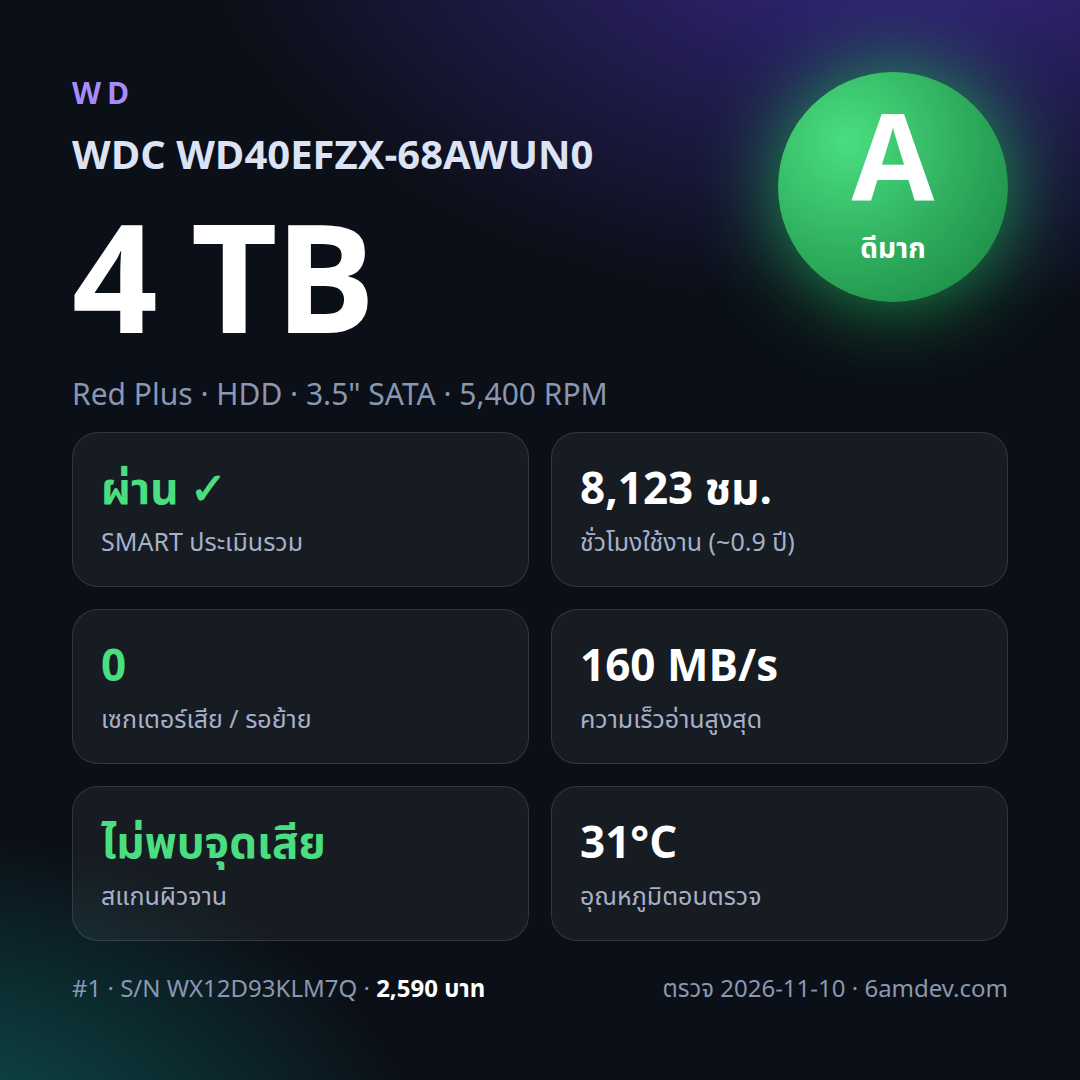 WD
WDC WD40EFZX-68AWUN0
4 TB
Red Plus · HDD · 3.5" SATA · 5,400 RPM
A
ดีมาก
ผ่าน ✓
SMART ประเมินรวม
8,123 ชม.
ชั่วโมงใช้งาน (~0.9 ปี)
0
เซกเตอร์เสีย / รอย้าย
160 MB/s
ความเร็วอ่านสูงสุด
ไม่พบจุดเสีย
สแกนผิวจาน
31°C
อุณหภูมิตอนตรวจ
#1 · S/N WX12D93KLM7Q · 2,590 บาท
ตรวจ 2026-11-10 · 6amdev.com